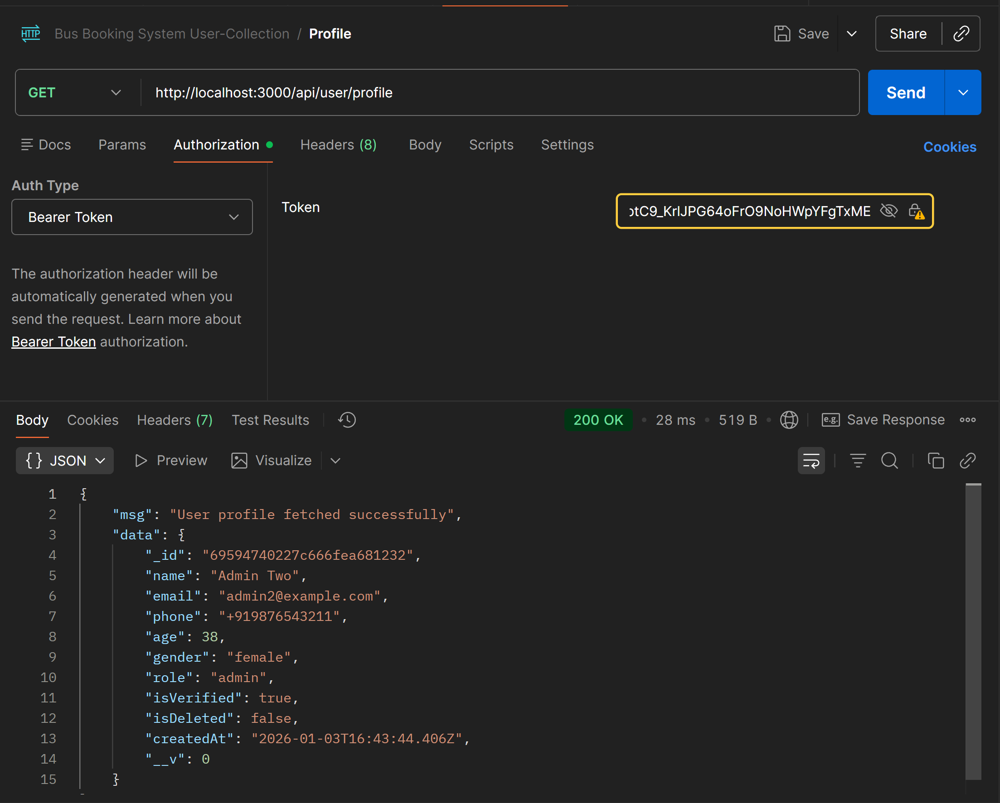 HTTP Bus Booking System User-Collection / Profile Save Share
GET http://localhost:3000/api/user/profile Send
Docs Params Authorization Headers (8) Body Scripts Settings Cookies
Auth Type
Bearer Token
Token
The authorization header will be
automatically generated when you
send the request. Learn more about
Bearer Token authorization.
Body Cookies Headers (7) Test Results 200 OK • 28 ms • 519 B • e.g. Save Response
{} JSON Preview Visualize
1 {
2 "msg": "User profile fetched successfully",
3 "data": {
4 "_id": "69594740227c666fea681232",
5 "name": "Admin Two",
6 "email": "admin2@example.com",
7 "phone": "+919876543211",
8 "age": 38,
9 "gender": "female",
10 "role": "admin",
11 "isVerified": true,
12 "isDeleted": false,
13 "createdAt": "2026-01-03T16:43:44.406Z",
14 "__v": 0
15 }